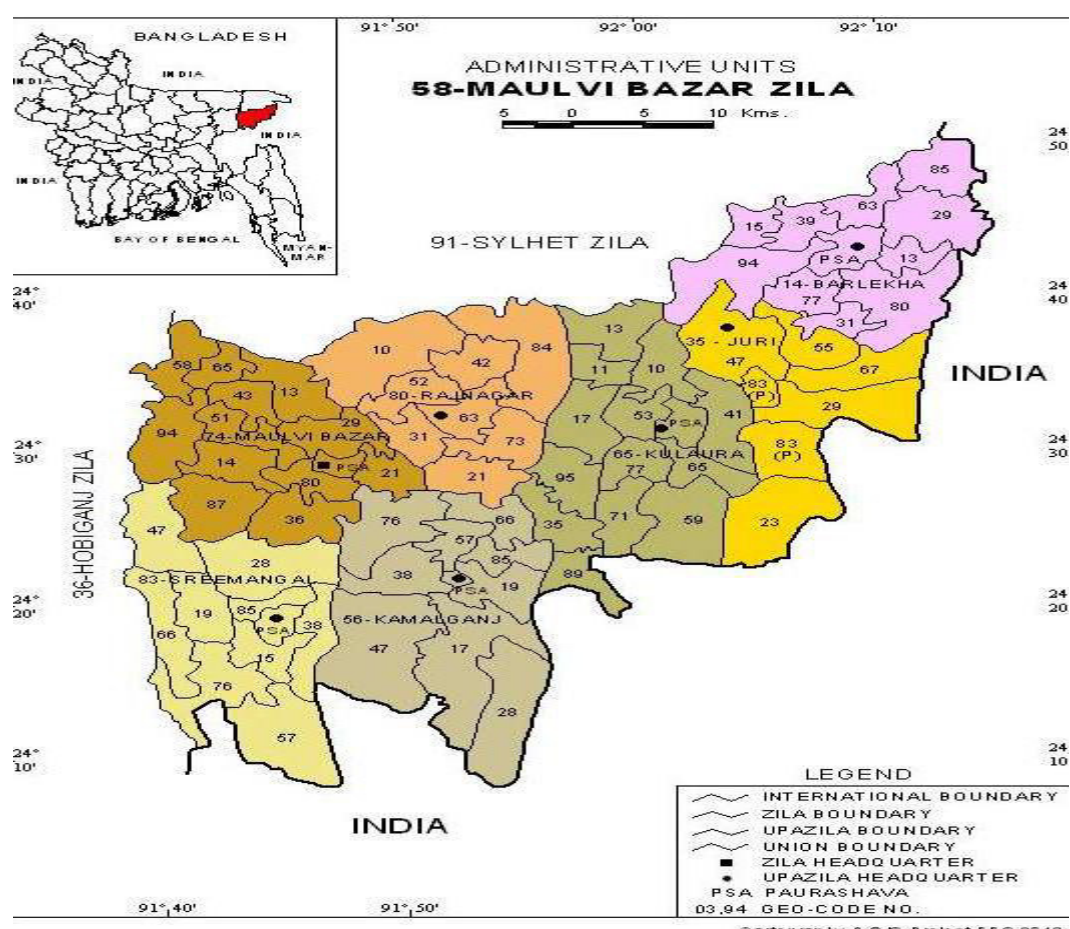 91° 50' 92° 00' 92° 10'
BANGLADESH
INDIA
INDIA
INDIA
INDIA
BAY OF BENGAL
MYAN-
MAR
ADMINISTRATIVE UNITS
58-MAULVI BAZAR ZILA
5 0 5 10 Kms.
24°
50'
24
50
91-SYLHET ZILA
85
63
39
15
29
94
PSA
13
14-BARLEKHA
77
80
31
24°
40'
24
40
35-JURI
47
55
67
83
(P)
29
83
(P)
23
INDIA
13
11
10
17
53
PSA
41
65-KULAURA
77
65
95
35
71
59
89
10
84
42
52
80-RAJNAGAR
63
31
73
21
58
65
43
13
51
29
94
74-MAULVI BAZAR
14
PSA
21
80
87
36
24°
30'
24
30
36-HOBIGANJ ZILA
47
28
83-SREEMANGAL
19
85
PSA
38
66
15
76
57
76
66
57
85
38
PSA
19
56-KAMALGANJ
47
17
28
24°
20'
24
20
24°
10'
24
10
INDIA
LEGEND
INTERNATIONAL BOUNDARY
ZILA BOUNDARY
UPAZILA BOUNDARY
UNION BOUNDARY
ZILA HEADQUARTER
UPAZILA HEADQUARTER
PSA PAURASHAVA
03,94 GEO-CODE NO.
91° 40' 91° 50'